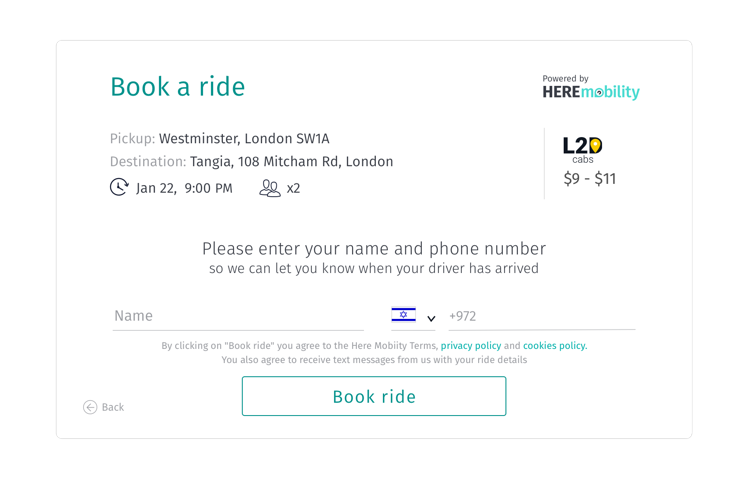 Book a ride
Powered by
HERE mobility
Pickup: Westminster, London SW1A
Destination: Tangia, 108 Mitcham Rd, London
Jan 22, 9:00 PM x2
L2D
cabs
$9 - $11
Please enter your name and phone number
so we can let you know when your driver has arrived
Name +972
By clicking on "Book ride" you agree to the Here Mobiity Terms, privacy policy and cookies policy.
You also agree to receive text messages from us with your ride details
Book ride
Back